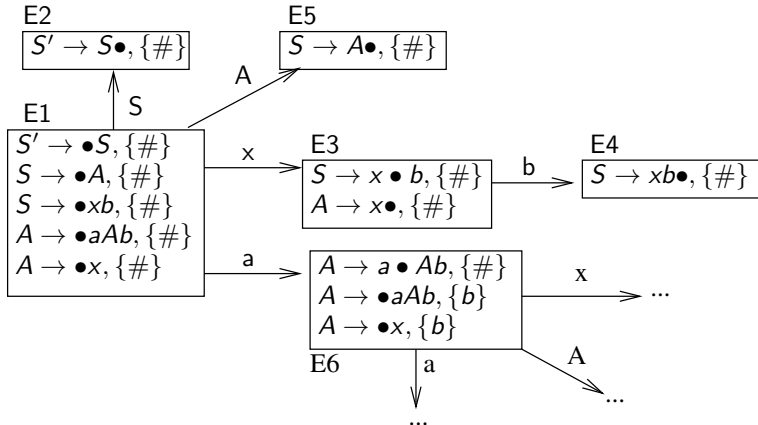 E2
S′ → S●, {#}
E5
S → A●, {#}
A
S
E1
S′ → ●S, {#}
S → ●A, {#}
S → ●xb, {#}
A → ●aAb, {#}
A → ●x, {#}
x
E3
S → x ● b, {#}
A → x●, {#}
b
E4
S → xb●, {#}
a
A → a ● Ab, {#}
A → ●aAb, {b}
A → ●x, {b}
E6
x
...
a
...
A
...